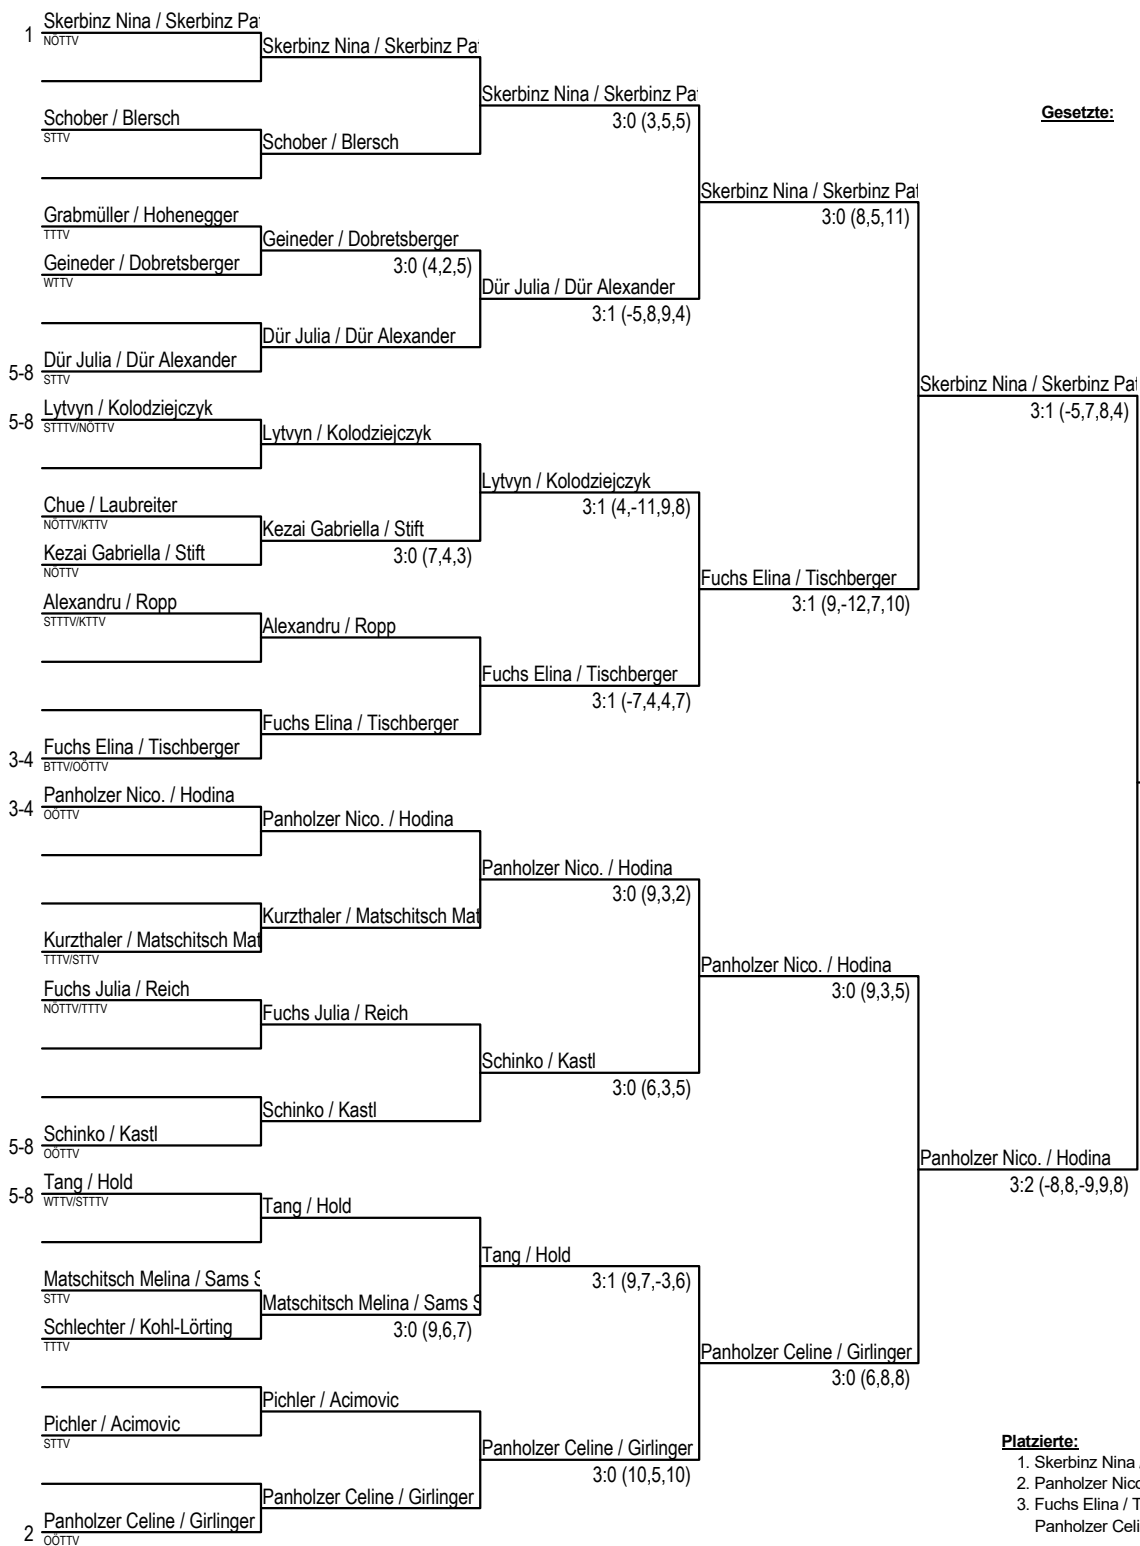 Skerbinz Nina / Skerbinz Pa
1
NÖTTV
Skerbinz Nina / Skerbinz Pa
Skerbinz Nina / Skerbinz Pa
3:0 (3,5,5)
Gesetzte:
Schober / Blersch
STTV
Schober / Blersch
Skerbinz Nina / Skerbinz Pat
3:0 (8,5,11)
Grabmüller / Hohenegger
TTTV
Geineder / Dobretsberger
3:0 (4,2,5)
Geineder / Dobretsberger
WTTV
Dür Julia / Dür Alexander
3:1 (-5,8,9,4)
Dür Julia / Dür Alexander
5-8
Dür Julia / Dür Alexander
STTV
Skerbinz Nina / Skerbinz Pat
3:1 (-5,7,8,4)
5-8
Lytvyn / Kolodziejczyk
STTTV/NÖTTV
Lytvyn / Kolodziejczyk
Lytvyn / Kolodziejczyk
3:1 (4,-11,9,8)
Chue / Laubreiter
NÖTTV/KTTV
Kezai Gabriella / Stift
3:0 (7,4,3)
Kezai Gabriella / Stift
NÖTTV
Fuchs Elina / Tischberger
3:1 (9,-12,7,10)
Alexandru / Ropp
STTTV/KTTV
Alexandru / Ropp
Fuchs Elina / Tischberger
3:1 (-7,4,4,7)
Fuchs Elina / Tischberger
3-4
Fuchs Elina / Tischberger
BTTV/OÖTTV
3-4
Panholzer Nico. / Hodina
OÖTTV
Panholzer Nico. / Hodina
Panholzer Nico. / Hodina
3:0 (9,3,2)
Kurzthaler / Matschitsch Mat
Kurzthaler / Matschitsch Mat
TTTV/STTV
Panholzer Nico. / Hodina
3:0 (9,3,5)
Fuchs Julia / Reich
NÖTTV/TTTV
Fuchs Julia / Reich
Schinko / Kastl
3:0 (6,3,5)
Schinko / Kastl
5-8
Schinko / Kastl
OÖTTV
Panholzer Nico. / Hodina
3:2 (-8,8,-9,9,8)
5-8
Tang / Hold
WTTV/STTTV
Tang / Hold
Tang / Hold
3:1 (9,7,-3,6)
Matschitsch Melina / Sams S
STTV
Matschitsch Melina / Sams S
3:0 (9,6,7)
Schlechter / Kohl-Lörting
TTTV
Panholzer Celine / Girlinger
3:0 (6,8,8)
Pichler / Acimovic
Pichler / Acimovic
STTV
Panholzer Celine / Girlinger
3:0 (10,5,10)
Panholzer Celine / Girlinger
2
Panholzer Celine / Girlinger
OÖTTV
Platzierte:
1. Skerbinz Nina /
2. Panholzer Nico
3. Fuchs Elina / T
Panholzer Celi